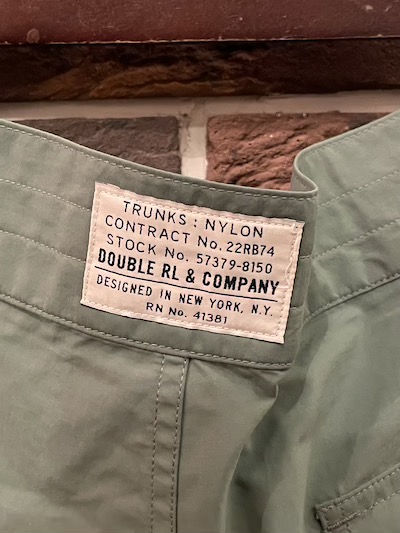 TRUNKS : NYLON
CONTRACT No. 22RB74
STOCK No. 57379-8150
DOUBLE RL & COMPANY
DESIGNED IN NEW YORK, N.Y.
RN No. 41381